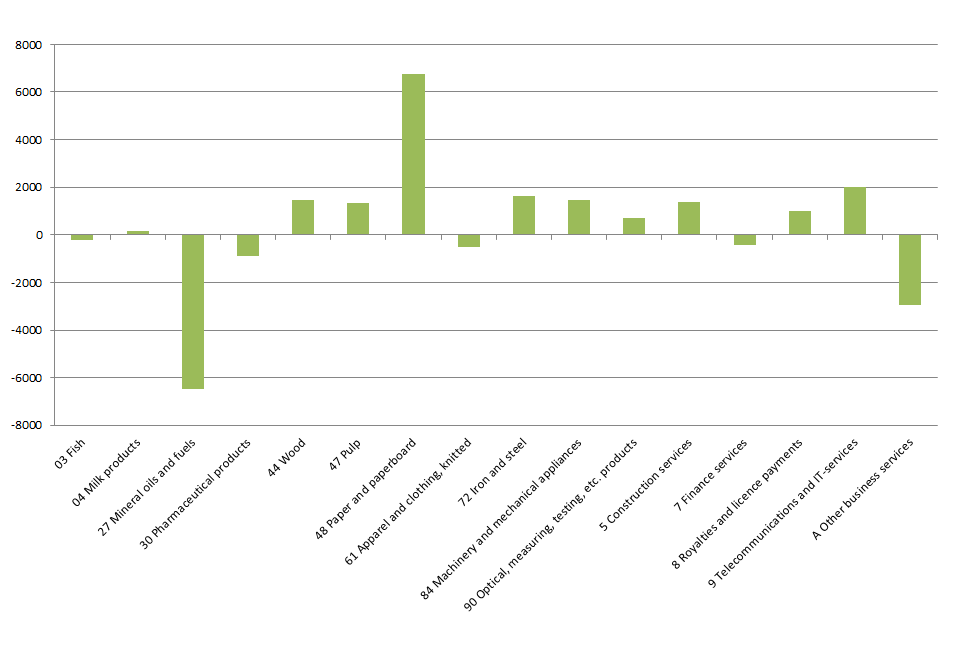 8000
6000
4000
2000
0
-2000
-4000
-6000
-8000
03 Fish
04 Milk products
27 Mineral oils and fuels
30 Pharmaceutical products
44 Wood
47 Pulp
48 Paper and paperboard
61 Apparel and clothing, knitted
72 Iron and steel
84 Machinery and mechanical appliances
90 Optical, measuring, testing, etc. products
5 Construction services
7 Finance services
8 Royalties and licence payments
9 Telecommunications and IT-services
A Other business services